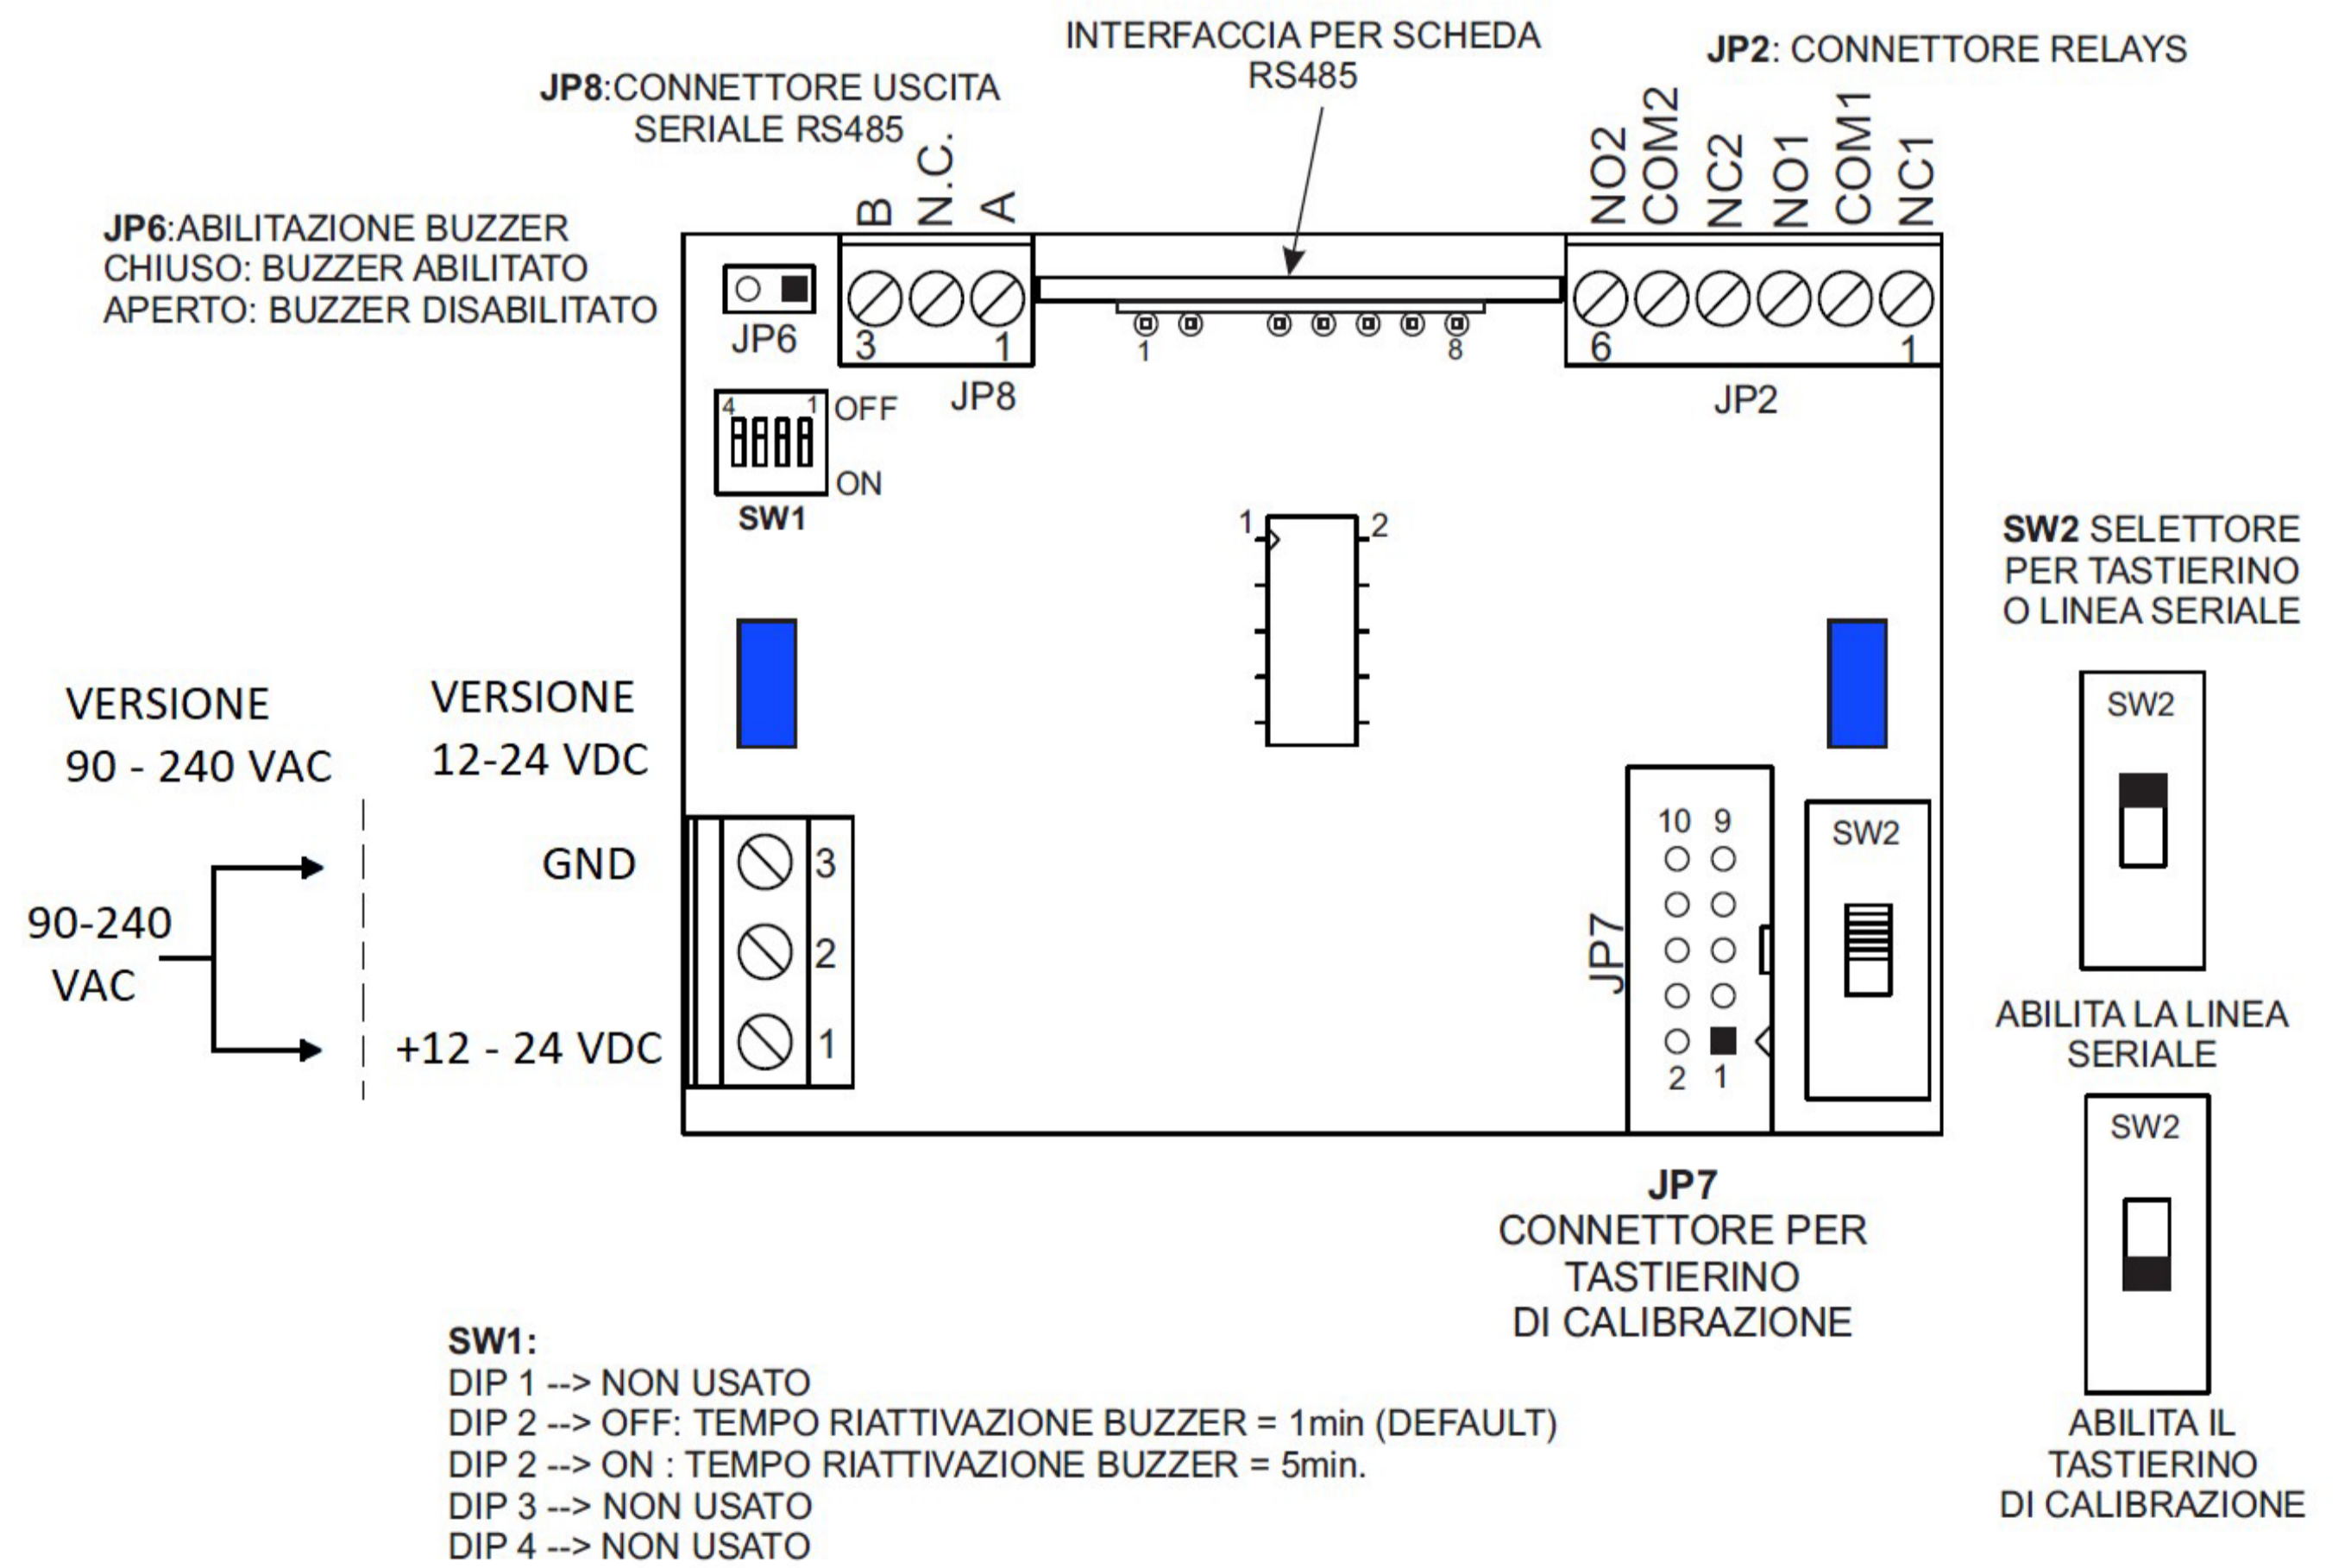 INTERFACCIA PER SCHEDA
RS485
JP2: CONNETTORE RELAYS
JP8:CONNETTORE USCITA
SERIALE RS485
B
N.C.
A
NO2
COM2
NC2
NO1
COM1
NC1
JP6:ABILITAZIONE BUZZER
CHIUSO: BUZZER ABILITATO
APERTO: BUZZER DISABILITATO
JP6
3 1
JP8
1 8
6 1
JP2
4 1
OFF
ON
SW1
1 2
SW2 SELETTORE
PER TASTIERINO
O LINEA SERIALE
SW2
ABILITA LA LINEA
SERIALE
SW2
ABILITA IL
TASTIERINO
DI CALIBRAZIONE
VERSIONE
90 - 240 VAC
VERSIONE
12-24 VDC
90-240
VAC
GND
+12 - 24 VDC
3
2
1
JP7
10 9
2 1
SW2
JP7
CONNETTORE PER
TASTIERINO
DI CALIBRAZIONE
SW1:
DIP 1 --> NON USATO
DIP 2 --> OFF: TEMPO RIATTIVAZIONE BUZZER = 1min (DEFAULT)
DIP 2 --> ON : TEMPO RIATTIVAZIONE BUZZER = 5min.
DIP 3 --> NON USATO
DIP 4 --> NON USATO